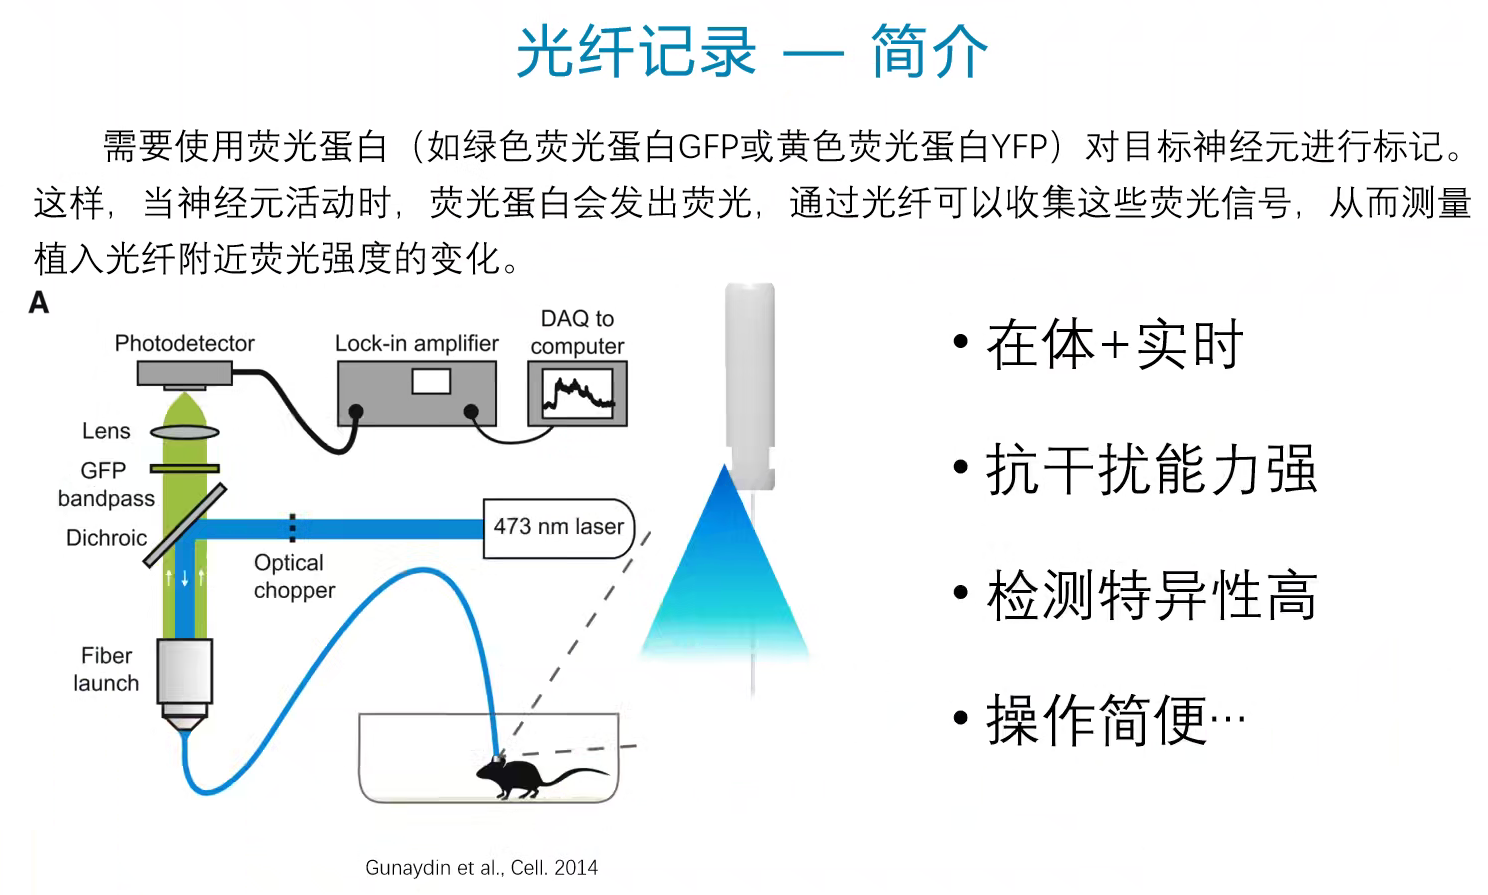 光纤记录 — 简介
需要使用荧光蛋白（如绿色荧光蛋白GFP或黄色荧光蛋白YFP）对目标神经元进行标记。
这样，当神经元活动时，荧光蛋白会发出荧光，通过光纤可以收集这些荧光信号，从而测量
植入光纤附近荧光强度的变化。
A
Photodetector
Lock-in amplifier
DAQ to
computer
Lens
GFP
bandpass
Dichroic
473 nm laser
Optical
chopper
Fiber
launch
• 在体+实时
• 抗干扰能力强
• 检测特异性高
• 操作简便…
Gunaydin et al., Cell. 2014